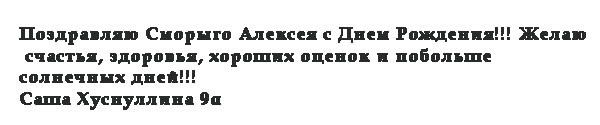 Поздравляю Сморыго Алексея с Днем Рождения!!! Желаю
счастья, здоровья, хороших оценок и побольше
солнечных дней!!!
Саша Хуснуллина 9а